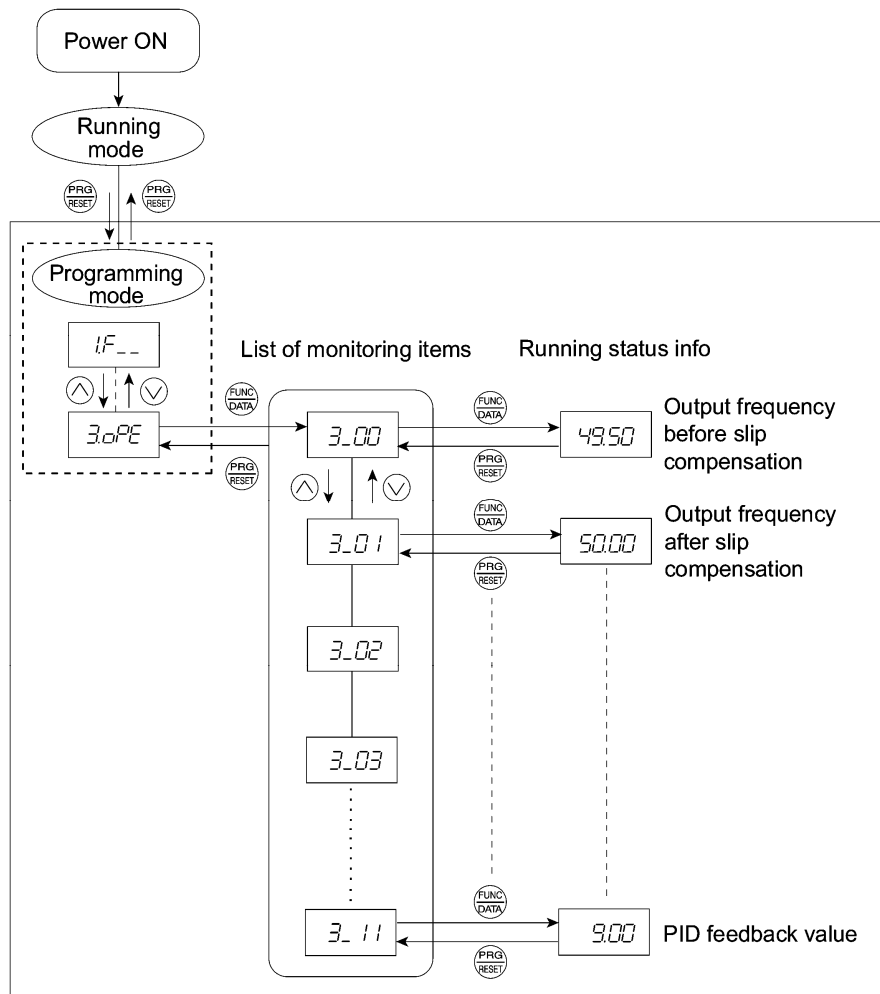 Power ON
Running
mode
PRG
RESET
PRG
RESET
Programming
mode
1.F__
3.oPE
List of monitoring items
Running status info
FUNC
DATA
PRG
RESET
3_00
FUNC
DATA
PRG
RESET
49.50
Output frequency
before slip
compensation
3_01
FUNC
DATA
PRG
RESET
50.00
Output frequency
after slip
compensation
3_02
3_03
3_11
FUNC
DATA
PRG
RESET
9.00
PID feedback value